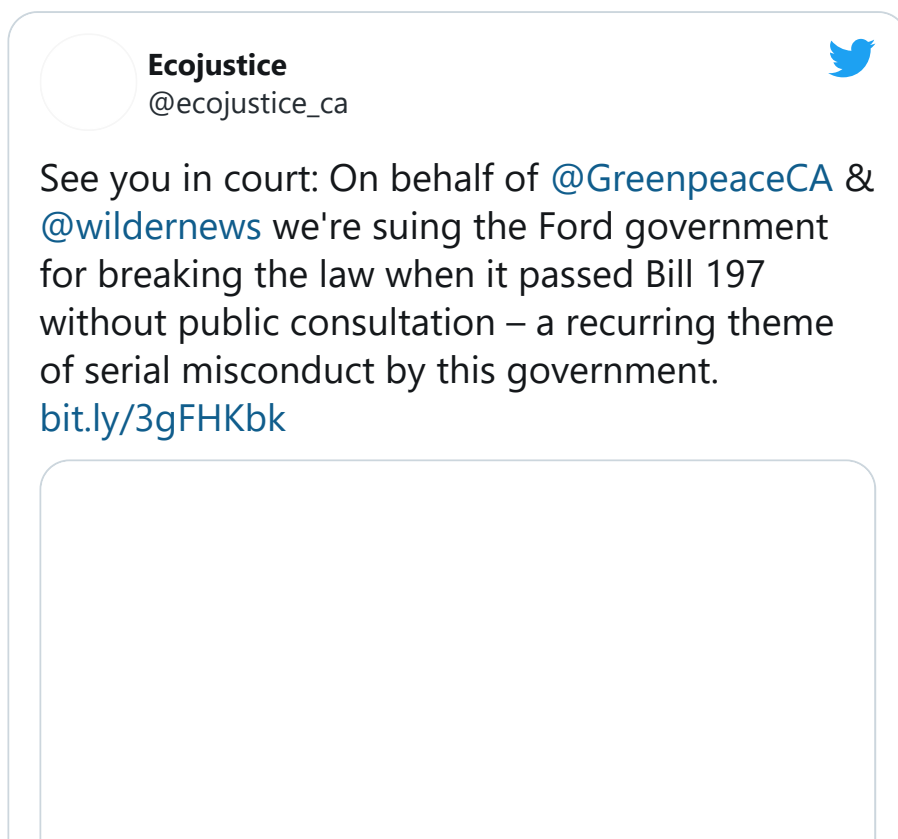 Ecojustice
@ecojustice_ca
See you in court: On behalf of @GreenpeaceCA &
@wildernews we're suing the Ford government
for breaking the law when it passed Bill 197
without public consultation – a recurring theme
of serial misconduct by this government.
bit.ly/3gFHKbk